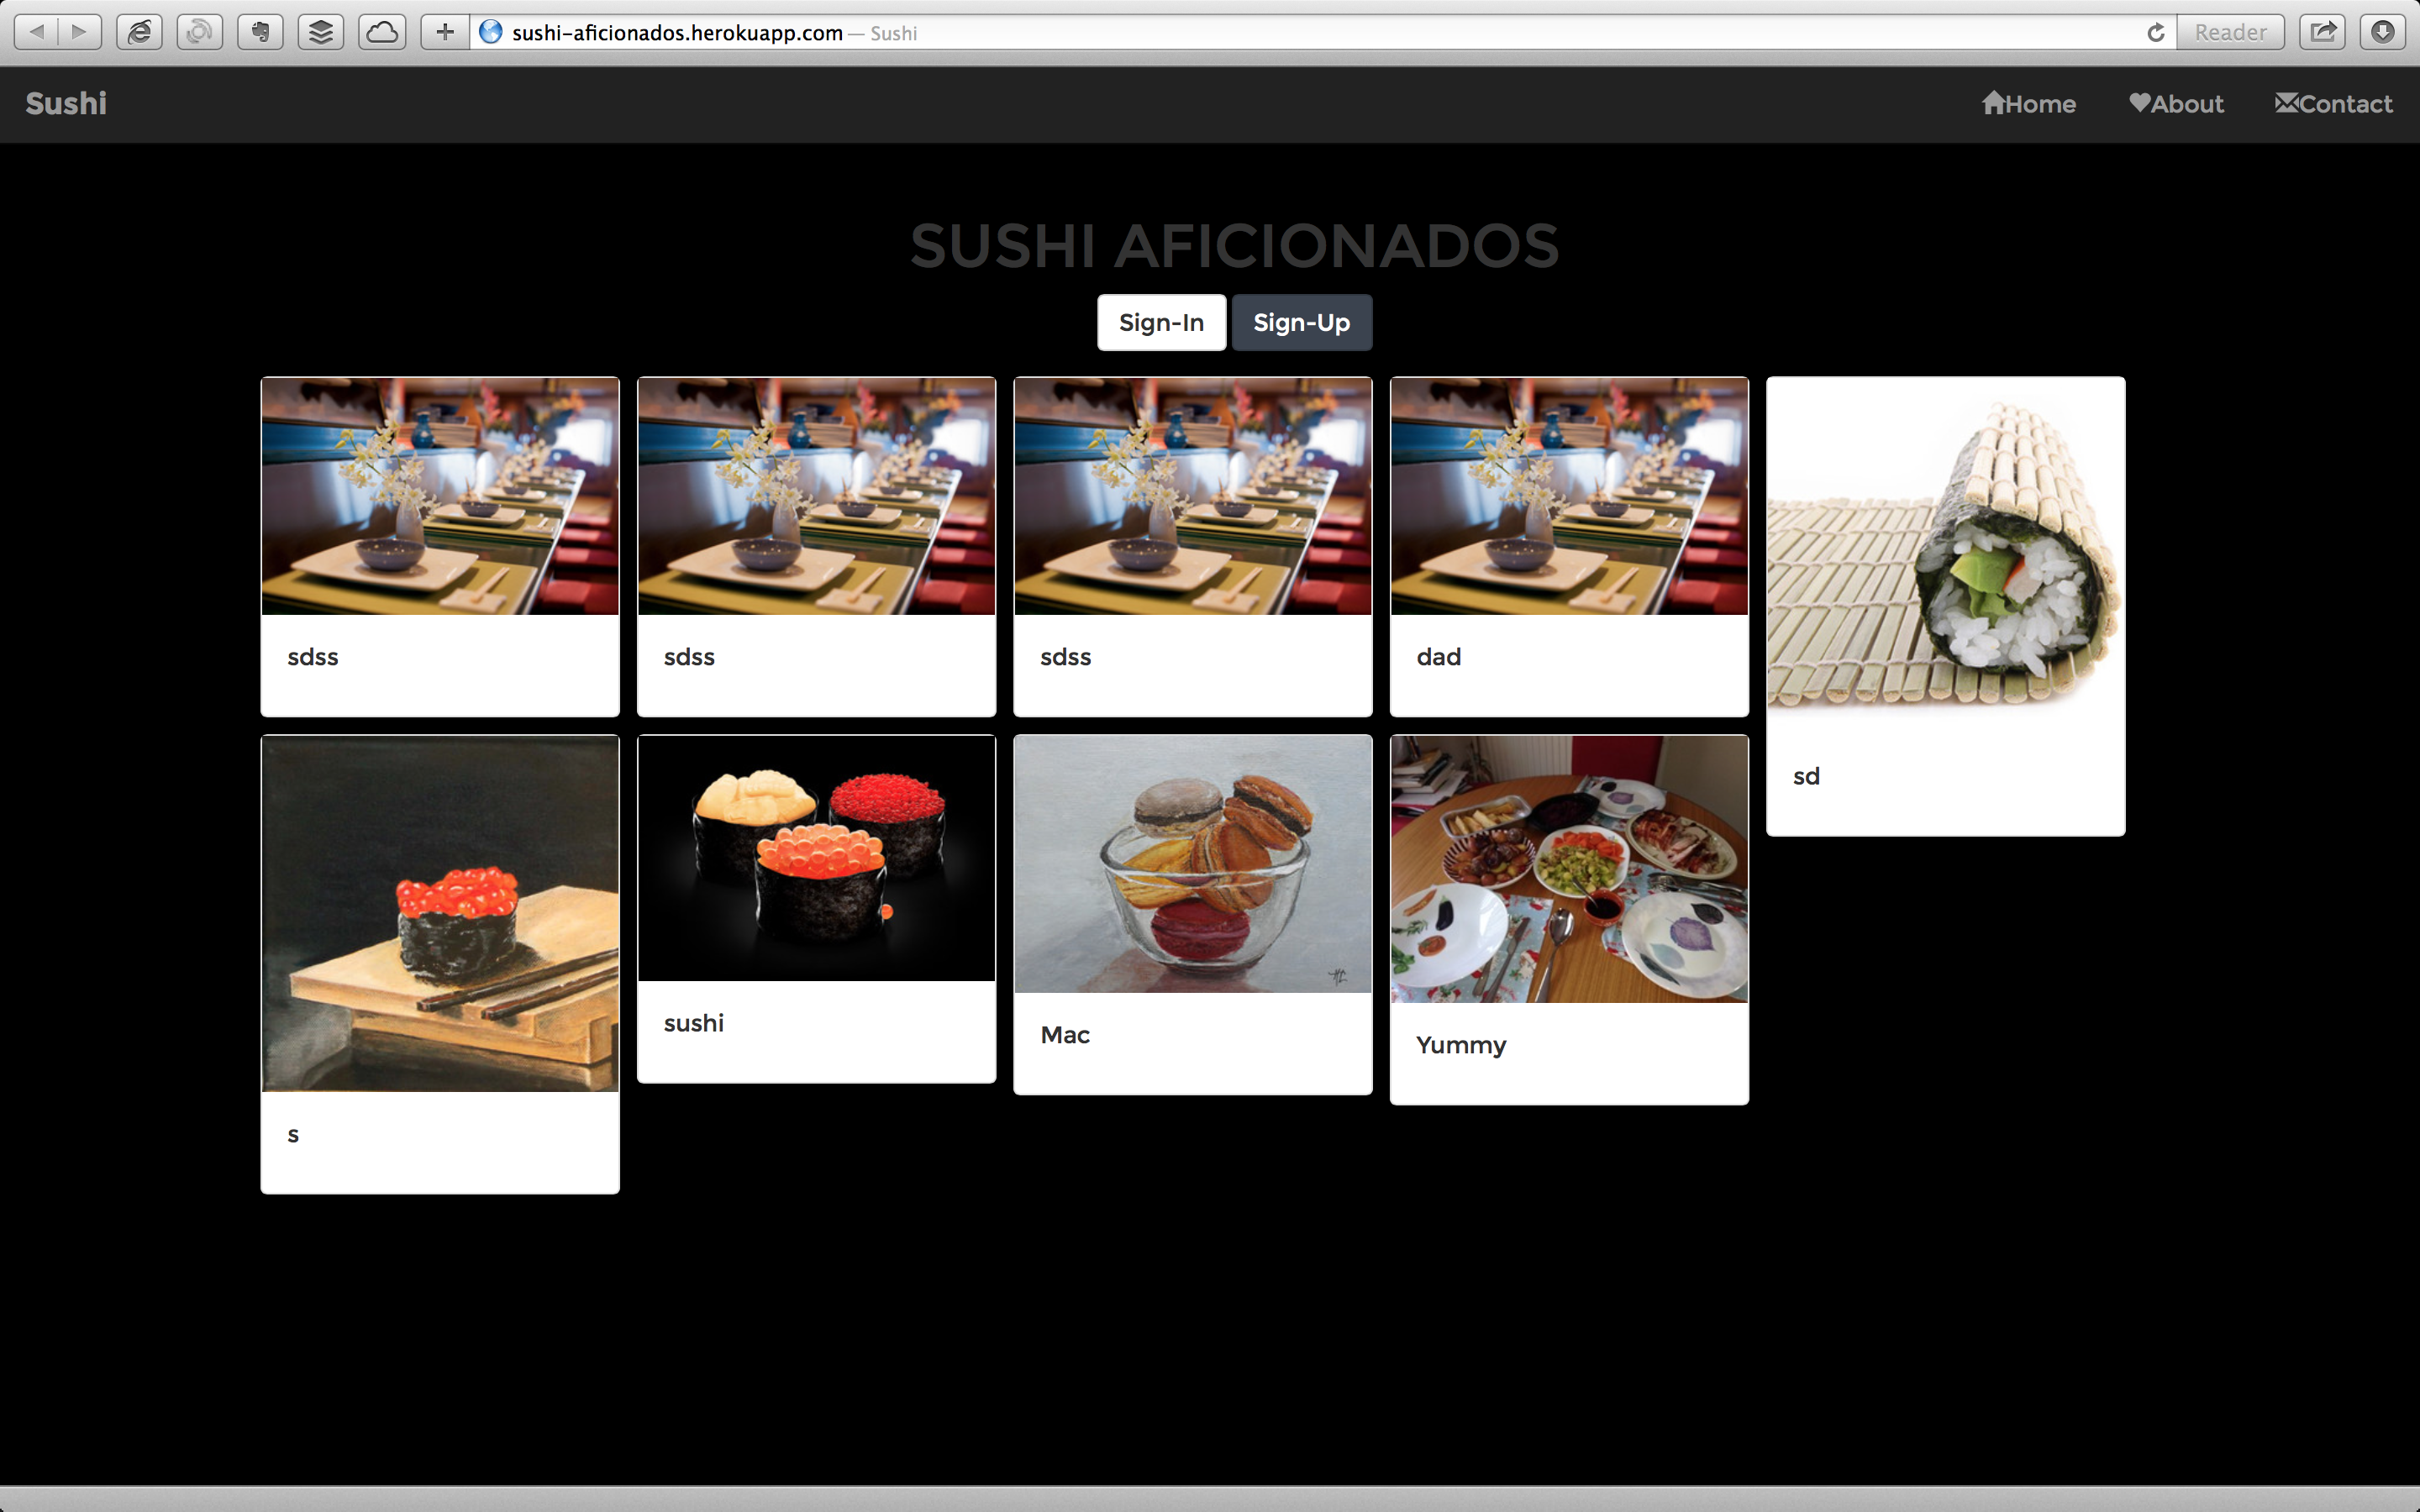 sushi-aficionados.herokuapp.com — Sushi
Reader
Sushi
Home About Contact
SUSHI AFICIONADOS
Sign-In Sign-Up
sdss sdss sdss dad
sd
s
sushi
Mac
Yummy